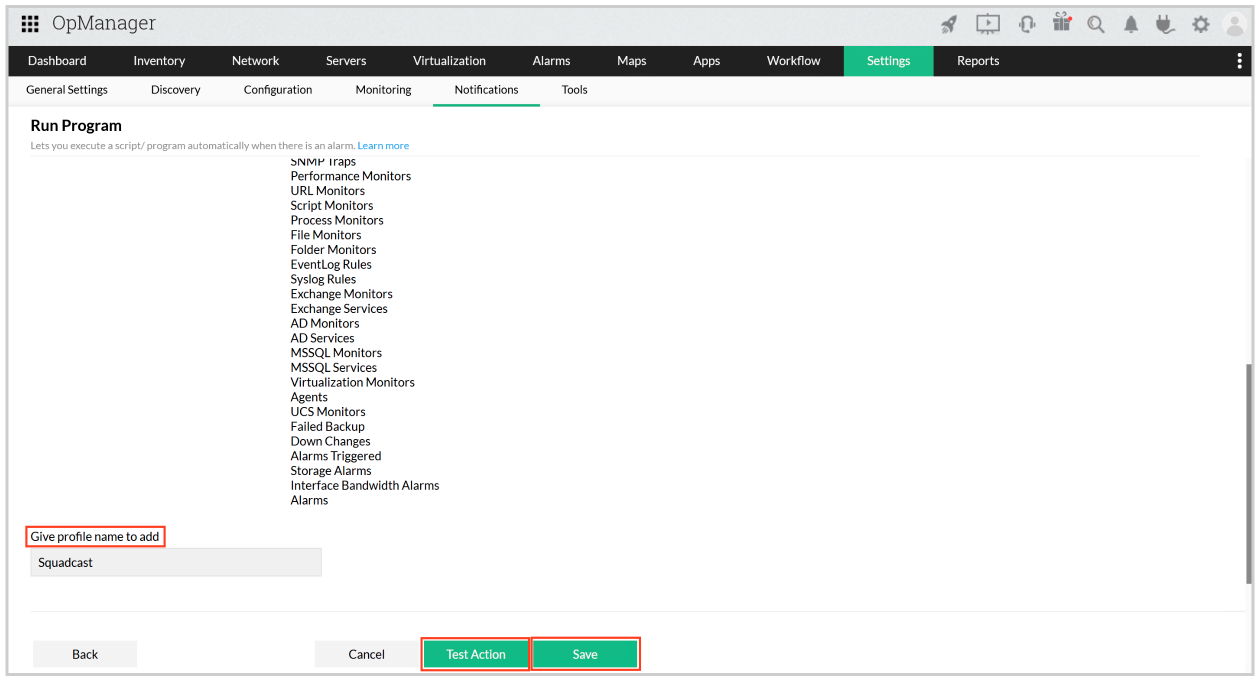 OpManager
Dashboard Inventory Network Servers Virtualization Alarms Maps Apps Workflow Settings Reports
General Settings Discovery Configuration Monitoring Notifications Tools
Run Program
Lets you execute a script/ program automatically when there is an alarm. Learn more
SNMP Traps
Performance Monitors
URL Monitors
Script Monitors
Process Monitors
File Monitors
Folder Monitors
EventLog Rules
Syslog Rules
Exchange Monitors
Exchange Services
AD Monitors
AD Services
MSSQL Monitors
MSSQL Services
Virtualization Monitors
Agents
UCS Monitors
Failed Backup
Down Changes
Alarms Triggered
Storage Alarms
Interface Bandwidth Alarms
Alarms
Give profile name to add
Squadcast
Back Cancel Test Action Save